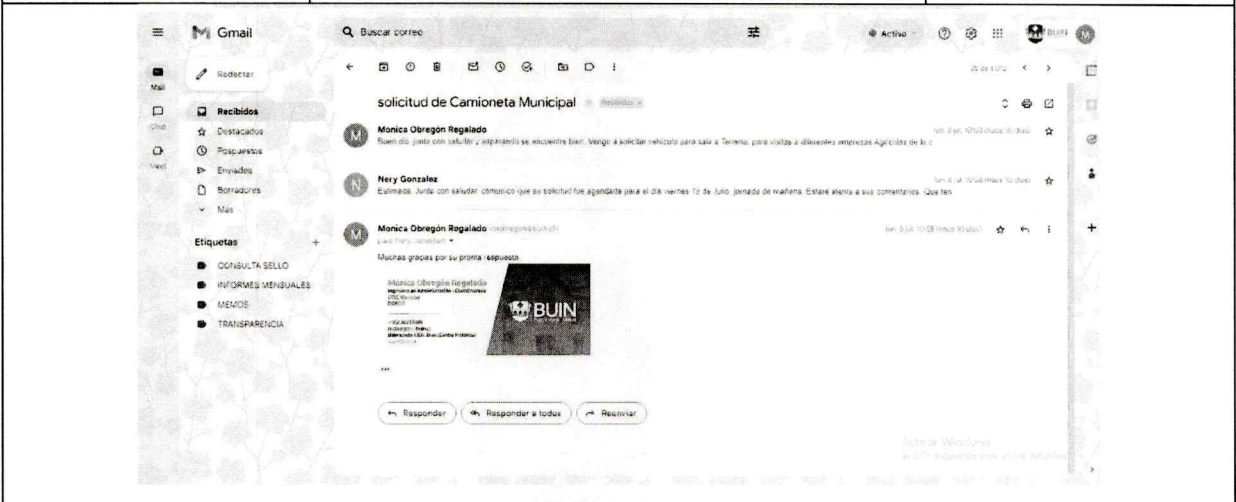 Gmail
Buscar correo
Activo
BUIN
M
Redactar
Mail
Recibidos
Chat
Destacados
Pospuestos
Meet
Enviados
Borradores
Más
Etiquetas
CONSULTA SELLO
INFORMES MENSUALES
MEMOS
TRANSPARENCIA
solicitud de Camioneta Municipal
Recibidos x
M
Monica Obregón Regalado
Buen día, junto con saludar y esperando se encuentre bien. Vengo a solicitar vehículo para salir a Terreno, para visitas a diferentes empresas Agrícolas de la c
N
Nery Gonzalez
Estimada. Junto con saludar, comunico que su solicitud fue agendada para el día viernes de jornada de mañana. Estaré atenta a sus comentarios. Que ten
M
Monica Obregón Regalado
Muchas gracias por su pronta respuesta
Mónica Obregón Regalado
BUIN
Responder
Responder a todos
Reenviar
Activar Windows